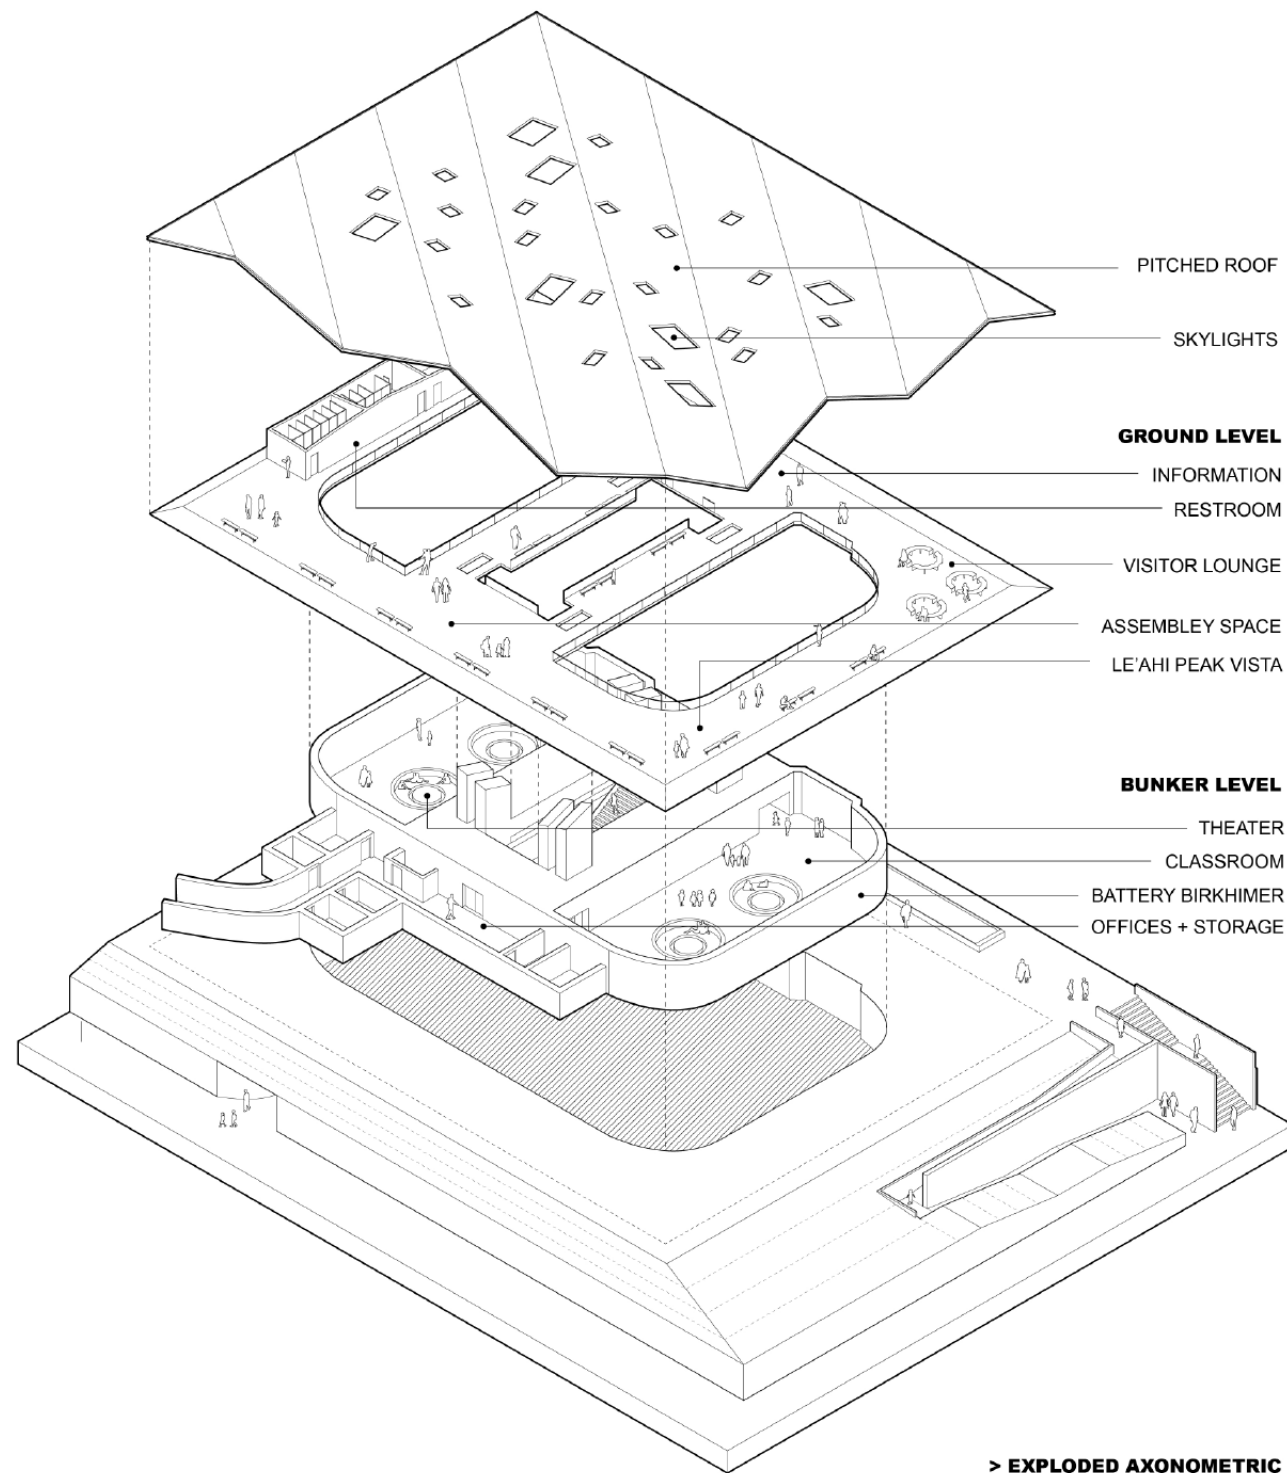 PITCHED ROOF
SKYLIGHTS
GROUND LEVEL
INFORMATION
RESTROOM
VISITOR LOUNGE
ASSEMBLEY SPACE
LE'AHI PEAK VISTA
BUNKER LEVEL
THEATER
CLASSROOM
BATTERY BIRKHIMER
OFFICES + STORAGE
> EXPLODED AXONOMETRIC